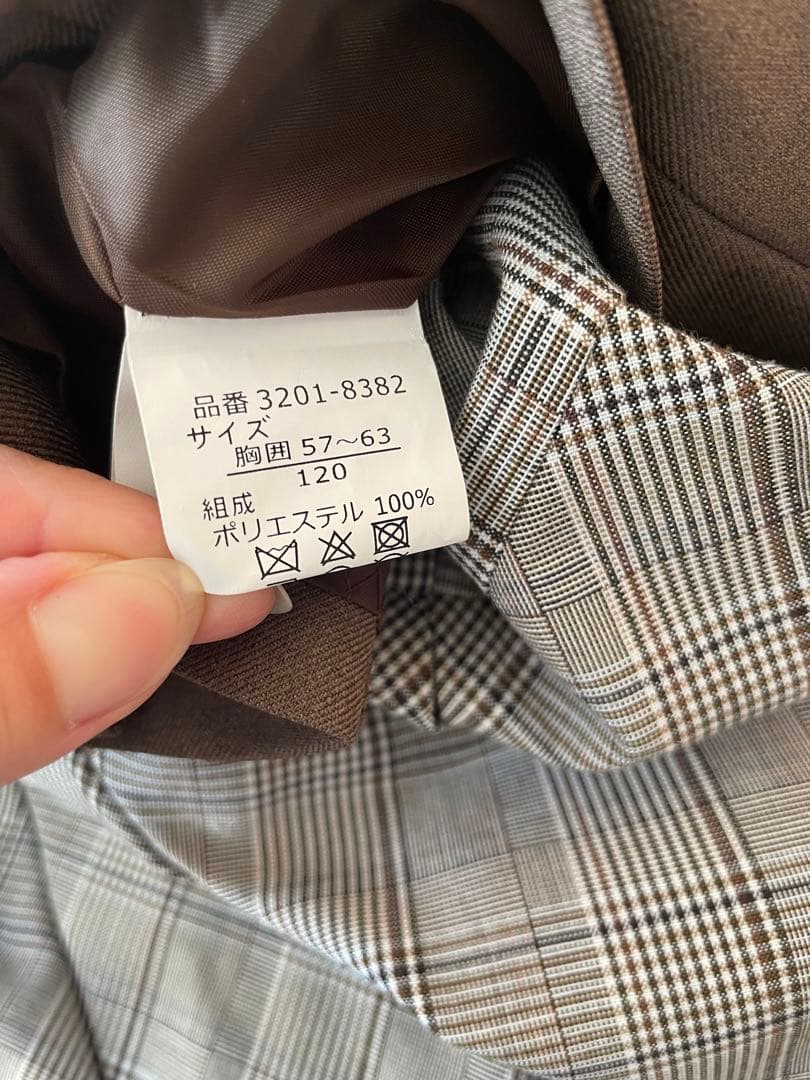 品番 3201-8382
サイズ
胸囲 57～63
120
組成
ポリエステル 100%